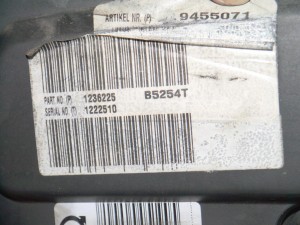 ARTIKEL NR. (P) 9455071
PART NO (P) 1236225 B5254T
SERIAL NO (T) 1222510